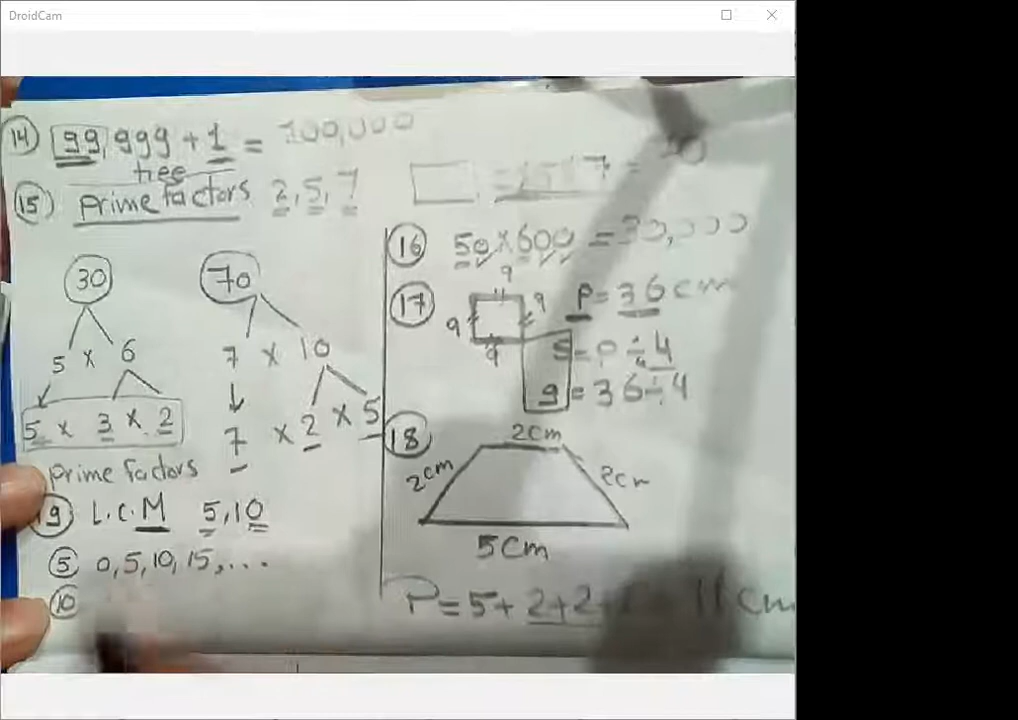 DroidCam
(14) 99,999 + 1 = 100,000
tree
(15) prime factors 2, 5, 7
30
5 x 6
5 x 3 x 2
prime factors
70
7 x 10
7 x 2 x 5
(19) L.C.M 5, 10
(5) 0, 5, 10, 15, ...
(10)
(16) 50 x 600 = 30,000
(17) 9 9 9 9 P = 36 cm
S = P ÷ 4
9 = 36 ÷ 4
(18) 2cm
2cm 2cm
5cm
P = 5 + 2 + 2 11 cm